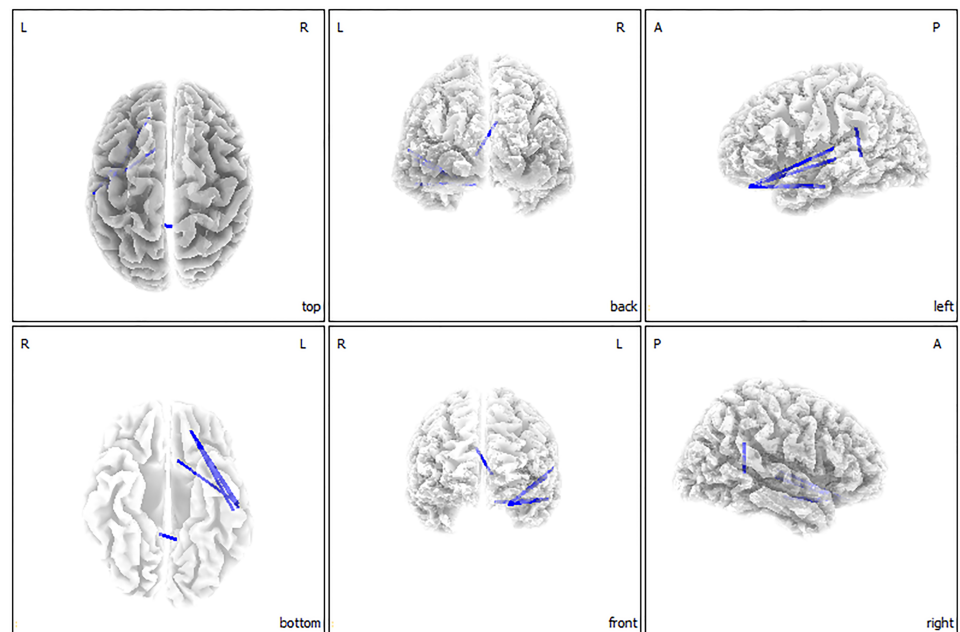 L R
L R
A P
top
back
left
R L
R L
P A
bottom
front
right